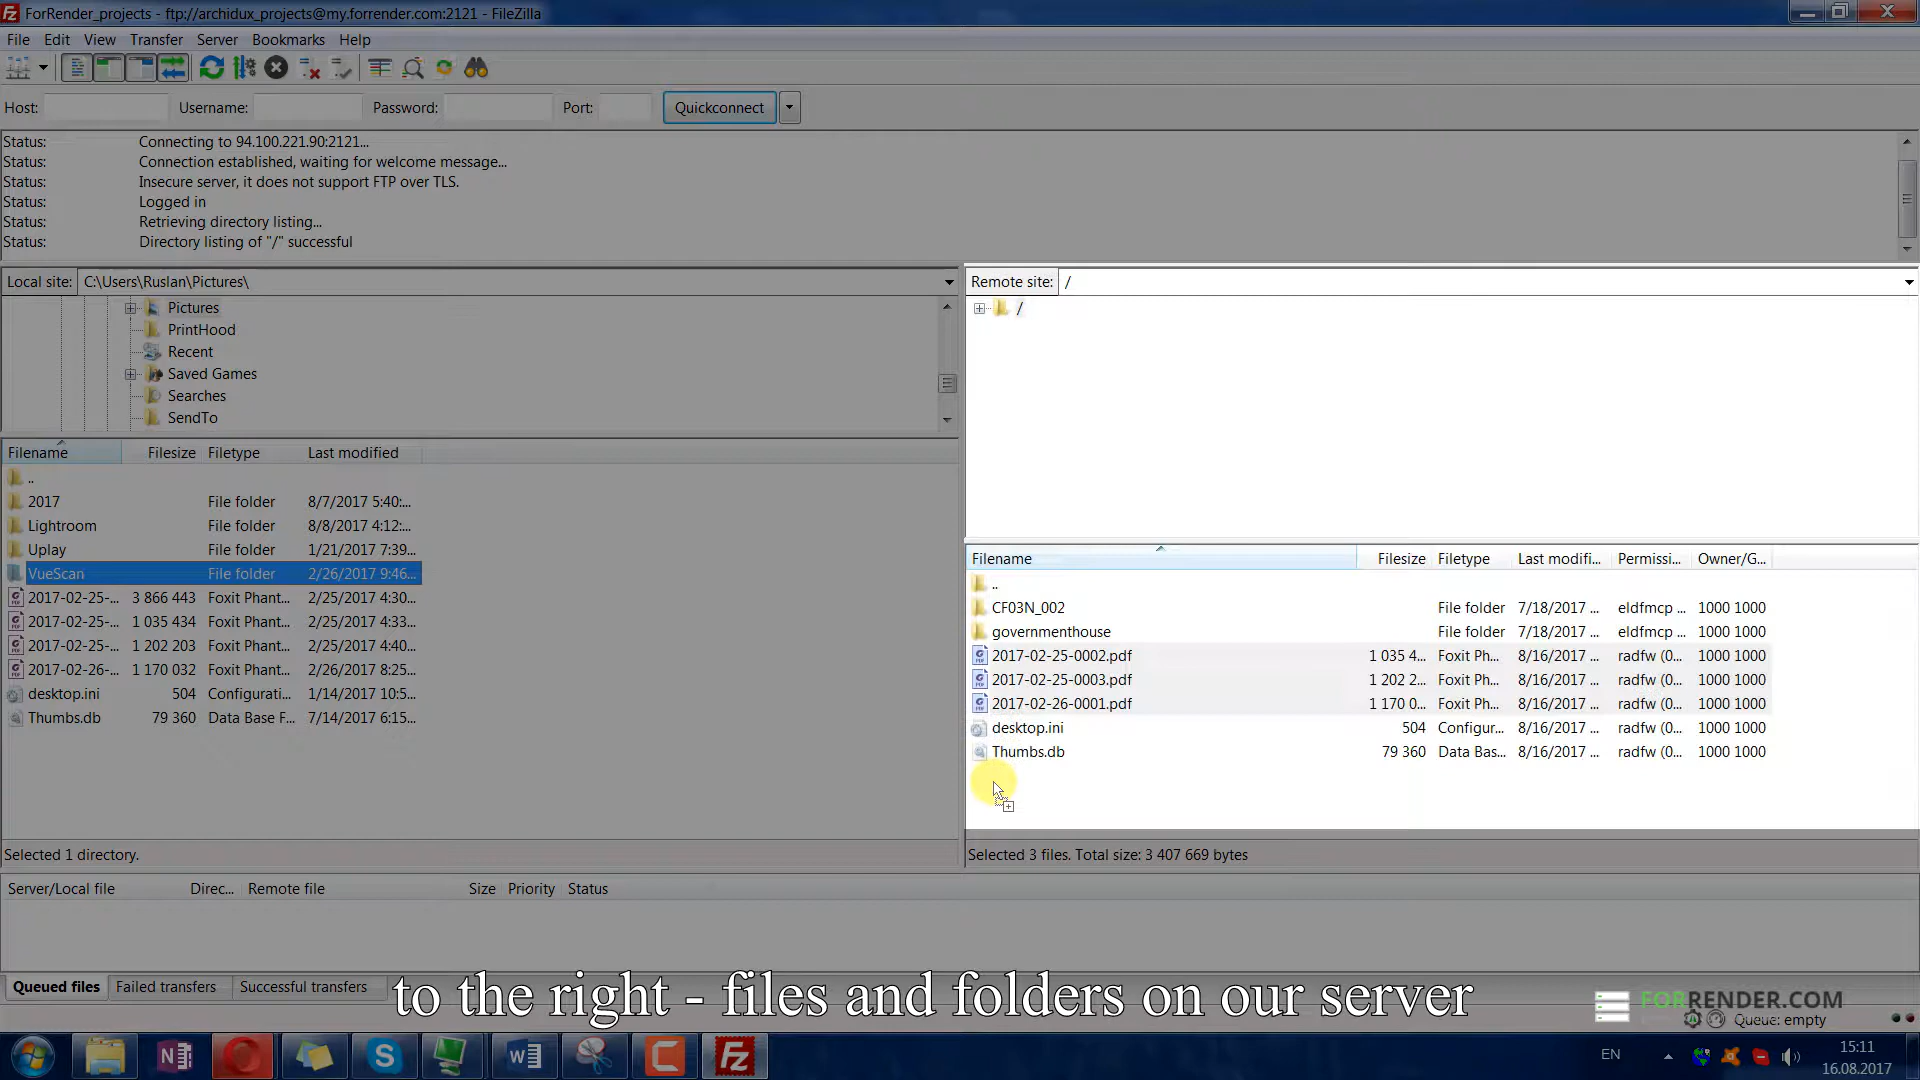 ForRender_projects - ftp://archidux_projects@my.forrender.com:2121 - FileZilla
File Edit View Transfer Server Bookmarks Help
Host: Username: Password: Port: Quickconnect
Status: Connecting to 94.100.221.90:2121...
Status: Connection established, waiting for welcome message...
Status: Insecure server, it does not support FTP over TLS.
Status: Logged in
Status: Retrieving directory listing...
Status: Directory listing of "/" successful
Local site: C:\Users\Ruslan\Pictures\
Pictures
PrintHood
Recent
Saved Games
Searches
SendTo
Filename Filesize Filetype Last modified
..
2017 File folder 8/7/2017 5:40:...
Lightroom File folder 8/8/2017 4:12:...
Uplay File folder 1/21/2017 7:39...
VueScan File folder 2/26/2017 9:46...
2017-02-25-... 3 866 443 Foxit Phant... 2/25/2017 4:30...
2017-02-25-... 1 035 434 Foxit Phant... 2/25/2017 4:33...
2017-02-25-... 1 202 203 Foxit Phant... 2/25/2017 4:40...
2017-02-26-... 1 170 032 Foxit Phant... 2/26/2017 8:25...
desktop.ini 504 Configurati... 1/14/2017 10:5...
Thumbs.db 79 360 Data Base F... 7/14/2017 6:15...
Selected 1 directory.
Remote site: /
/
Filename Filesize Filetype Last modifi... Permissi... Owner/G...
..
CF03N_002 File folder 7/18/2017 ... eldfmcp ... 1000 1000
governmenthouse File folder 7/18/2017 ... eldfmcp ... 1000 1000
2017-02-25-0002.pdf 1 035 4... Foxit Ph... 8/16/2017 ... radfw (0... 1000 1000
2017-02-25-0003.pdf 1 202 2... Foxit Ph... 8/16/2017 ... radfw (0... 1000 1000
2017-02-26-0001.pdf 1 170 0... Foxit Ph... 8/16/2017 ... radfw (0... 1000 1000
desktop.ini 504 Configur... 8/16/2017 ... radfw (0... 1000 1000
Thumbs.db 79 360 Data Bas... 8/16/2017 ... radfw (0... 1000 1000
Selected 3 files. Total size: 3 407 669 bytes
Server/Local file Direc... Remote file Size Priority Status
Queued files Failed transfers Successful transfers
to the right - files and folders on our server
FORRENDER.COM
Queue: empty
EN
15:11
16.08.2017